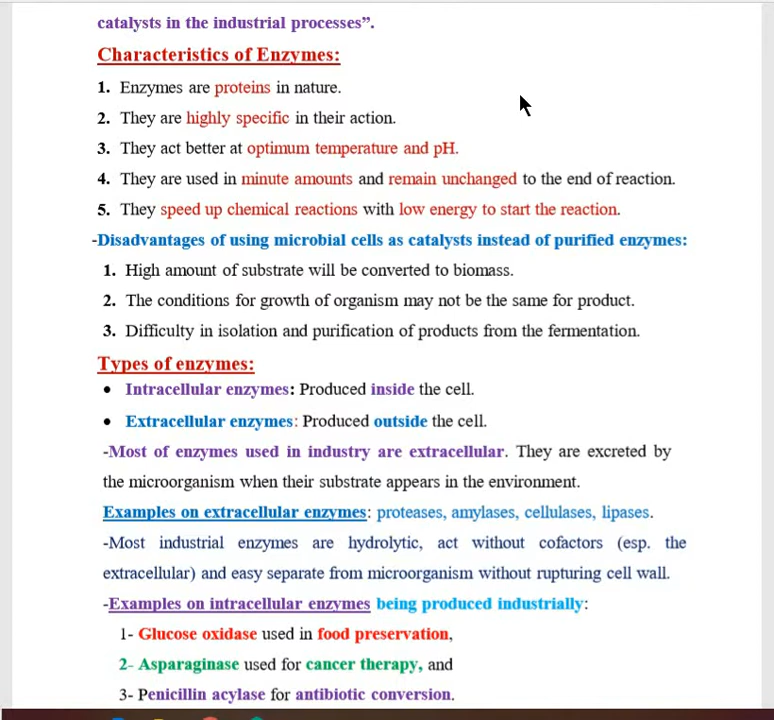 catalysts in the industrial processes”.
Characteristics of Enzymes:
1. Enzymes are proteins in nature.
2. They are highly specific in their action.
3. They act better at optimum temperature and pH.
4. They are used in minute amounts and remain unchanged to the end of reaction.
5. They speed up chemical reactions with low energy to start the reaction.
-Disadvantages of using microbial cells as catalysts instead of purified enzymes:
1. High amount of substrate will be converted to biomass.
2. The conditions for growth of organism may not be the same for product.
3. Difficulty in isolation and purification of products from the fermentation.
Types of enzymes:
• Intracellular enzymes: Produced inside the cell.
• Extracellular enzymes: Produced outside the cell.
-Most of enzymes used in industry are extracellular. They are excreted by
the microorganism when their substrate appears in the environment.
Examples on extracellular enzymes: proteases, amylases, cellulases, lipases.
-Most industrial enzymes are hydrolytic, act without cofactors (esp. the
extracellular) and easy separate from microorganism without rupturing cell wall.
-Examples on intracellular enzymes being produced industrially:
1- Glucose oxidase used in food preservation,
2- Asparaginase used for cancer therapy, and
3- Penicillin acylase for antibiotic conversion.